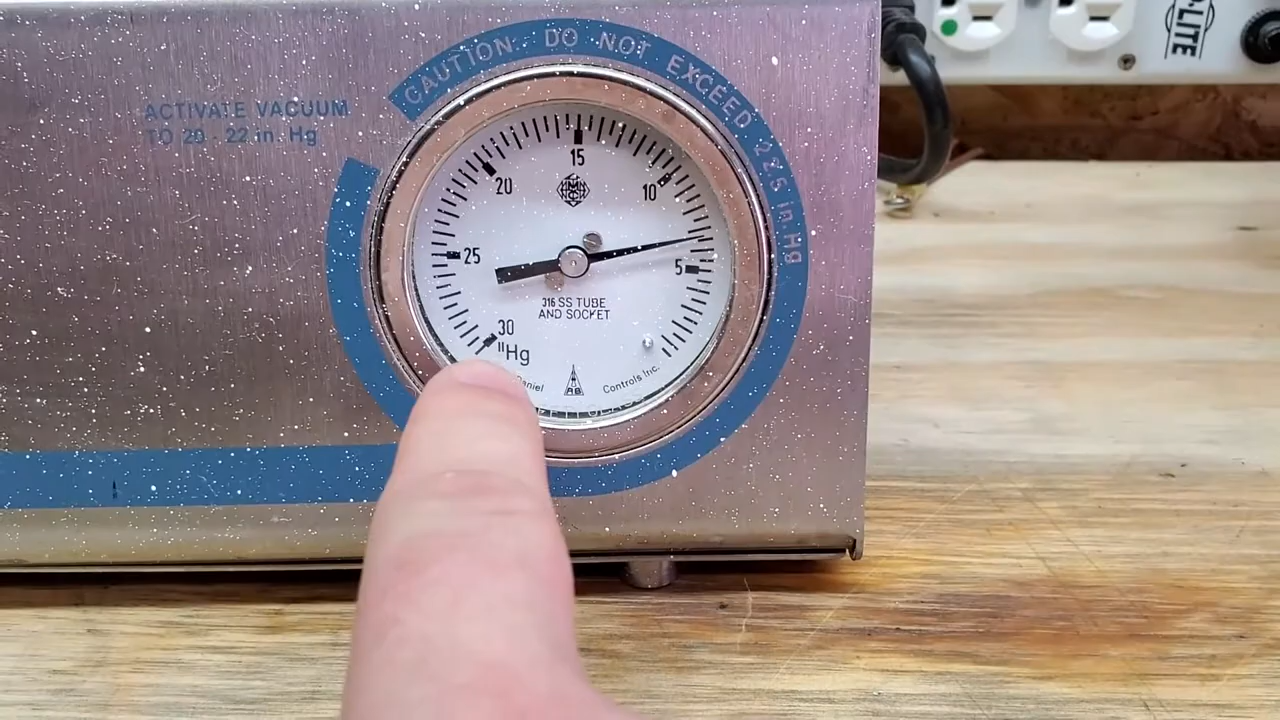 CAUTION DO NOT EXCEED 22.5 in. Hg
ACTIVATE VACUUM
TO 20 - 22 in. Hg
15
20
10
25
5
30
"Hg
316 SS TUBE
AND SOCKET
Controls Inc.
-LITE